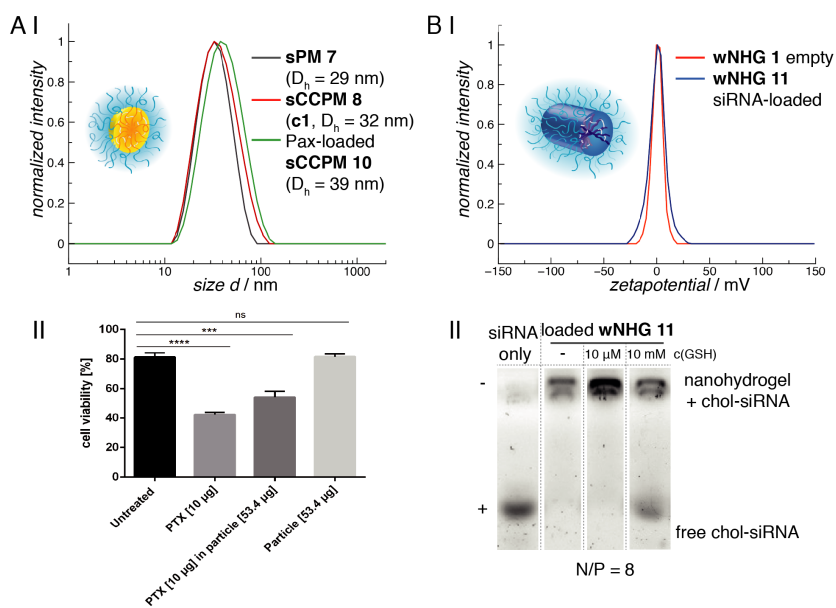 A I
normalized intensity
1
0.8
0.6
0.4
0.2
0
1
10
100
1000
size d / nm
sPM 7
(Dh = 29 nm)
sCCPM 8
(c1, Dh = 32 nm)
Pax-loaded
sCCPM 10
(Dh = 39 nm)
B I
normalized intensity
1
0.8
0.6
0.4
0.2
0
−150
−100
−50
0
50
100
150
zetapotential / mV
wNHG 1 empty
wNHG 11
siRNA-loaded
II
cell viability [%]
100
80
60
40
20
0
ns
***
****
Untreated
PTX [10 µg]
PTX [10 µg] in particle [53.4 µg]
Particle [53.4 µg]
II
siRNA
only
loaded wNHG 11
-
10 µM
10 mM
c(GSH)
-
+
nanohydrogel
+ chol-siRNA
free chol-siRNA
N/P = 8